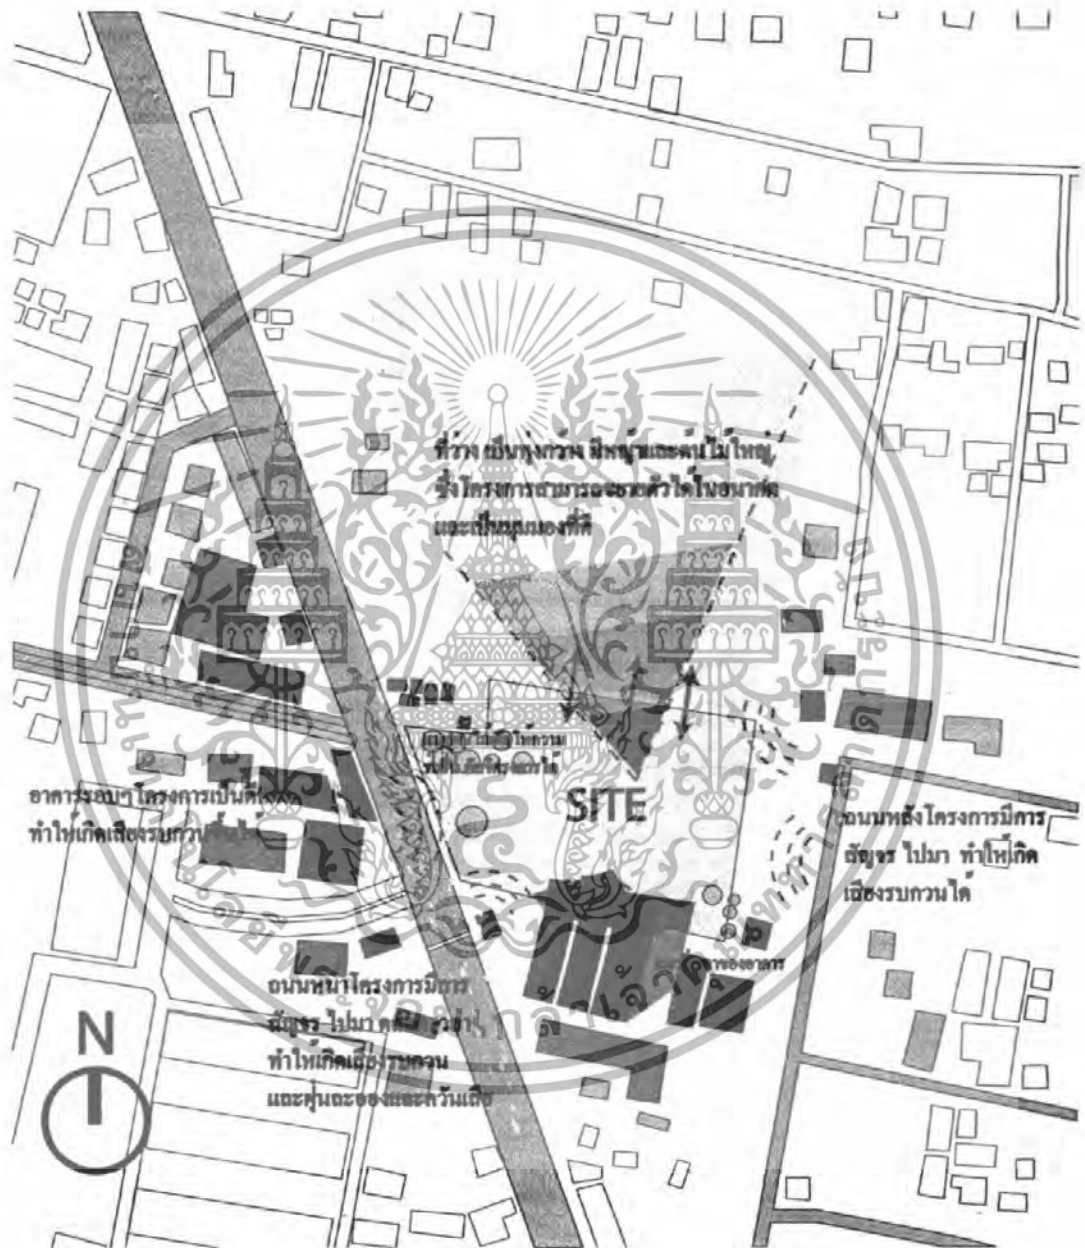 ที่ว่าง เป็นทุ่งกว้าง มีหญ้าและต้นไม้ใหญ่,
ซึ่งโครงการสามารถขยายตัวได้ในอนาคต
และเป็นมุมมองที่ดี
SITE
อาคารรอบๆ โครงการเป็นตึก
ทำให้เกิดเสียงรบกวน
ถนนหลังโครงการมีการ
สัญจร ไปมา ทำให้เกิด
เสียงรบกวนได้
ของอาคาร
ถนนหน้าโครงการมีการ
สัญจร ไปมา
ทำให้เกิดเสียงรบกวน
และฝุ่นละอองและควันเสีย
N